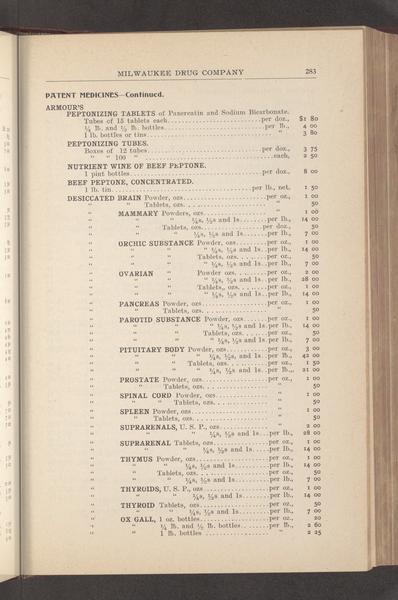 MILWAUKEE DRUG COMPANY 283
PATENT MEDICINES—Continued.
ARMOUR'S
PEPTONIZING TABLETS of Pancreatin and Sodium Bicarbonate.
Tubes of 15 tablets each per doz., $1 80
¼ lb. and ½ lb. bottles per lb., 4 00
1 lb. bottles or tins " 3 80
PEPTONIZING TUBES.
Boxes of 12 tubes per doz., 3 75
" " 100 " each, 2 50
NUTRIENT WINE OF BEEF PEPTONE.
1 pint bottles per doz., 8 00
BEEF PEPTONE, CONCENTRATED.
1 lb. tin per lb., net. 1 50
DESICCATED BRAIN Powder, ozs per oz., 1 00
" " Tablets, ozs. " 50
" MAMMARY Powders, ozs " 1 00
" " " ¼s, ½s and 1s per lb., 14 00
" " Tablets, ozs per doz., 50
" " " ¼s, ½s and 1s per lb., 7 00
" ORCHIC SUBSTANCE Powder, ozs per oz., 1 00
" " " " ¼s, ½s and 1s per lb., 14 00
" " " Tablets, ozs. per oz., 50
" " " " ¼s, ½s and 1s per lb., 7 00
" OVARIAN " Powder ozs. per oz., 2 00
" " " " ¼s, ½s and 1s per lb., 28 00
" " " Tablets, ozs per oz., 1 00
" " " " ¼s, ½s and 1s per lb., 14 00
" PANCREAS Powder, ozs per oz., 1 00
" " Tablets, ozs. " 50
" PAROTID SUBSTANCE Powder, ozs per oz., 1 00
" " " " ¼s, ½s and 1s per lb., 14 00
" " " Tablets, ozs. per oz., 50
" " " " ¼s, ½s and 1s per lb., 7 00
" PITUITARY BODY Powder, ozs per oz., 3 00
" " " " ¼s, ½s, and 1s per lb., 42 00
" " " Tablets, ozs. per oz., 1 50
" " " " ¼s, ½s and 1s per lb., 21 00
" PROSTATE Powder, ozs per oz., 1 00
" " Tablets, ozs " 50
" SPINAL CORD Powder, ozs " 1 00
" " " Tablets, ozs. " 50
" SPLEEN Powder, ozs " 1 00
" " Tablets, ozs. " 50
" SUPRARENALS, U. S. P., ozs " 2 00
" " " ¼s, ½s and 1s per lb., 28 00
" SUPRARENAL Tablets, ozs per oz., 1 00
" " " ¼s, ½s and 1s per lb., 14 00
" THYMUS Powder, ozs per oz., 1 00
" " " ¼s, ½s and 1s per lb., 14 00
" " Tablets, ozs. per oz., 50
" " " ¼s, ½s and 1s per lb., 7 00
" THYROIDS, U. S. P., ozs per oz., 1 00
" " " ¼s, ½s and 1s per lb., 14 00
" THYROID Tablets, ozs per oz., 50
" " " ¼s, ½s and 1s per lb., 7 00
" OX GALL, 1 oz. bottles per oz., 20
" " ¼ lb. and ½ lb. bottles per lb., 2 60
" " 1 lb. bottles " 2 25